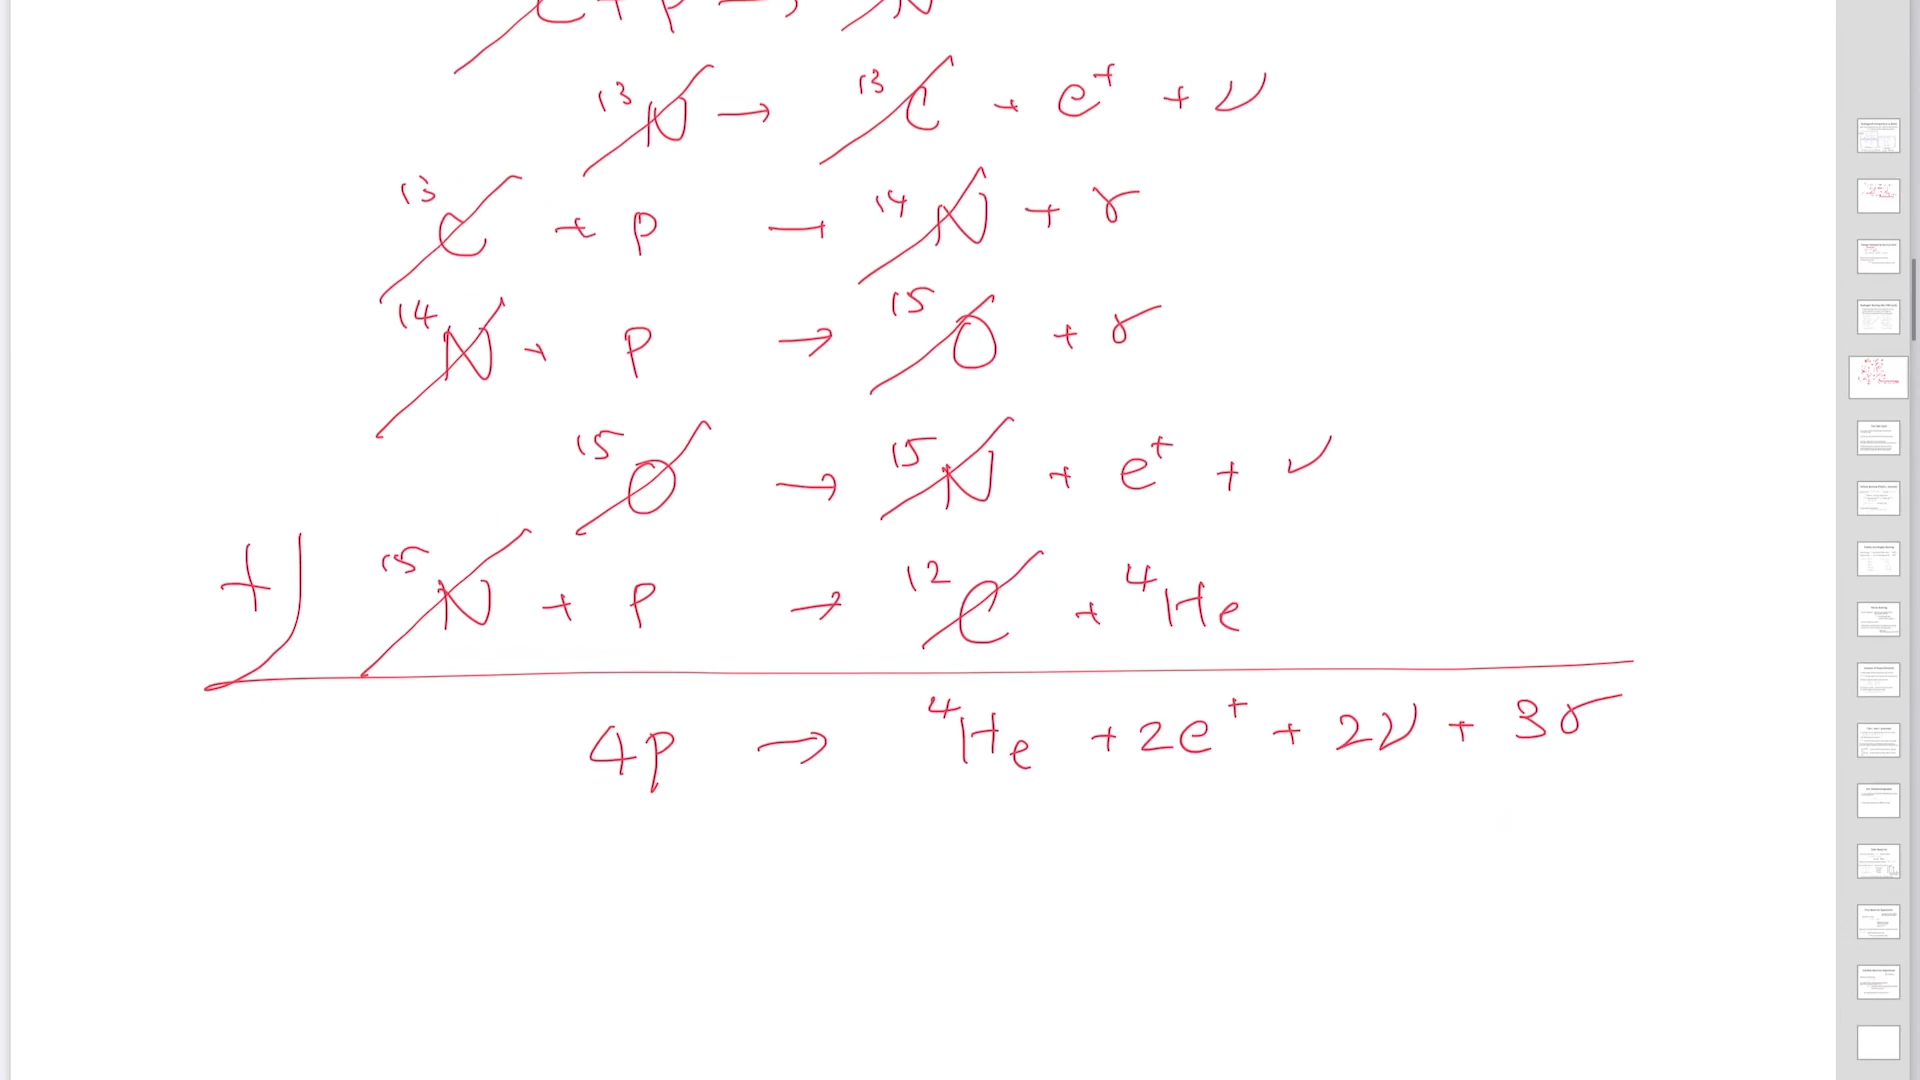 C + p → N
¹³N → ¹³C + e⁺ + ν
¹³C + p → ¹⁴N + γ
¹⁴N + p → ¹⁵O + γ
¹⁵O → ¹⁵N + e⁺ + ν
+) ¹⁵N + p → ¹²C + ⁴He
4p → ⁴He + 2e⁺ + 2ν + 3γ